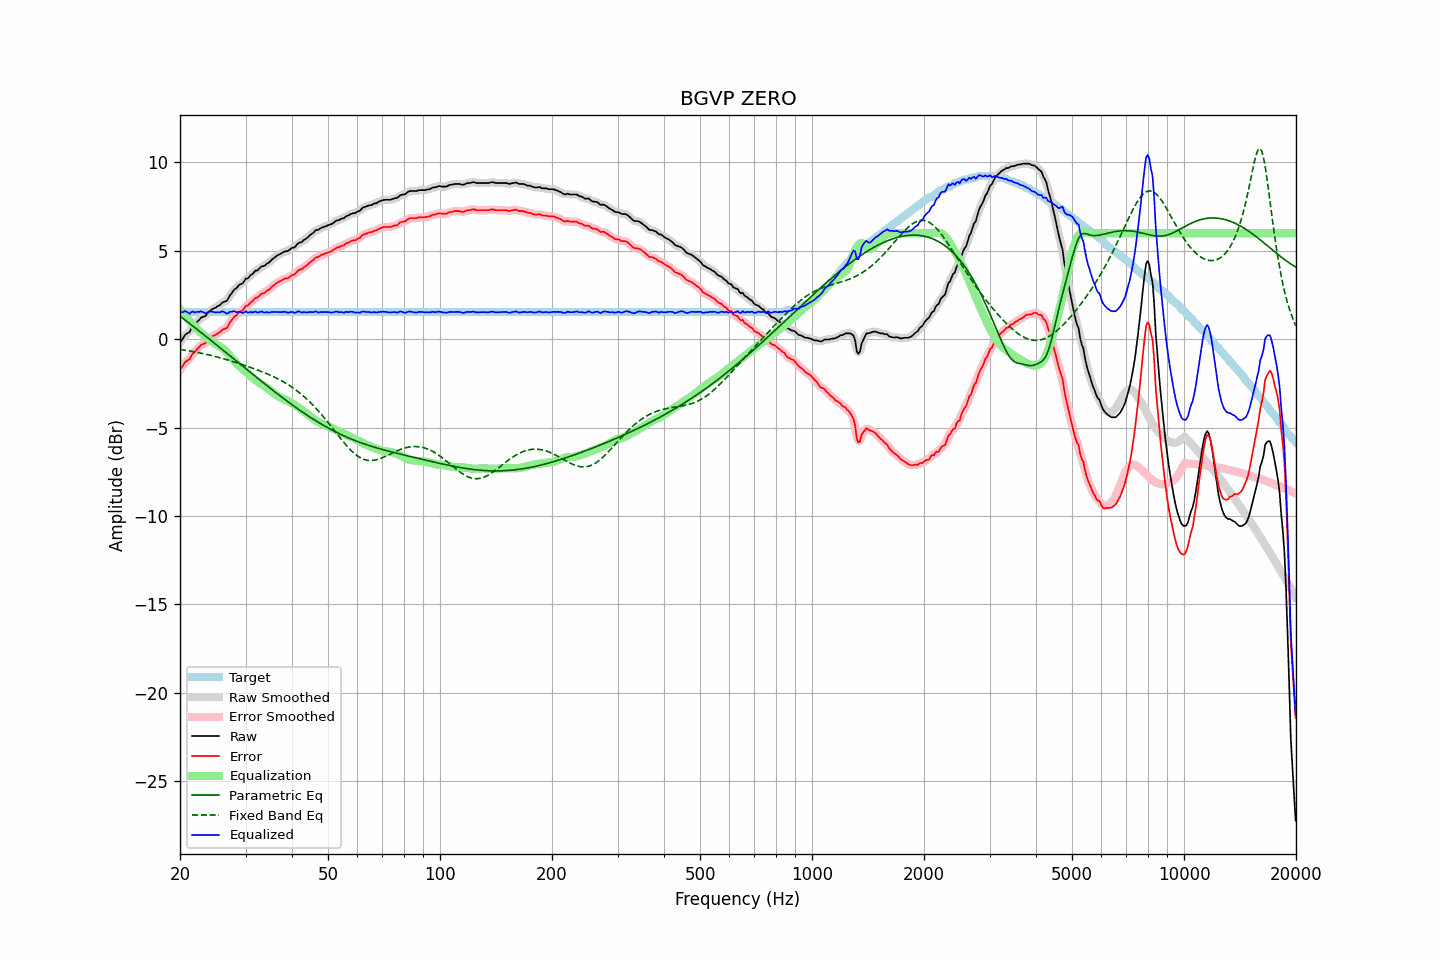 BGVP ZERO
Amplitude (dBr)
10
5
0
−5
−10
−15
−20
−25
Target
Raw Smoothed
Error Smoothed
Raw
Error
Equalization
Parametric Eq
Fixed Band Eq
Equalized
20 50 100 200 500 1000 2000 5000 10000 20000
Frequency (Hz)